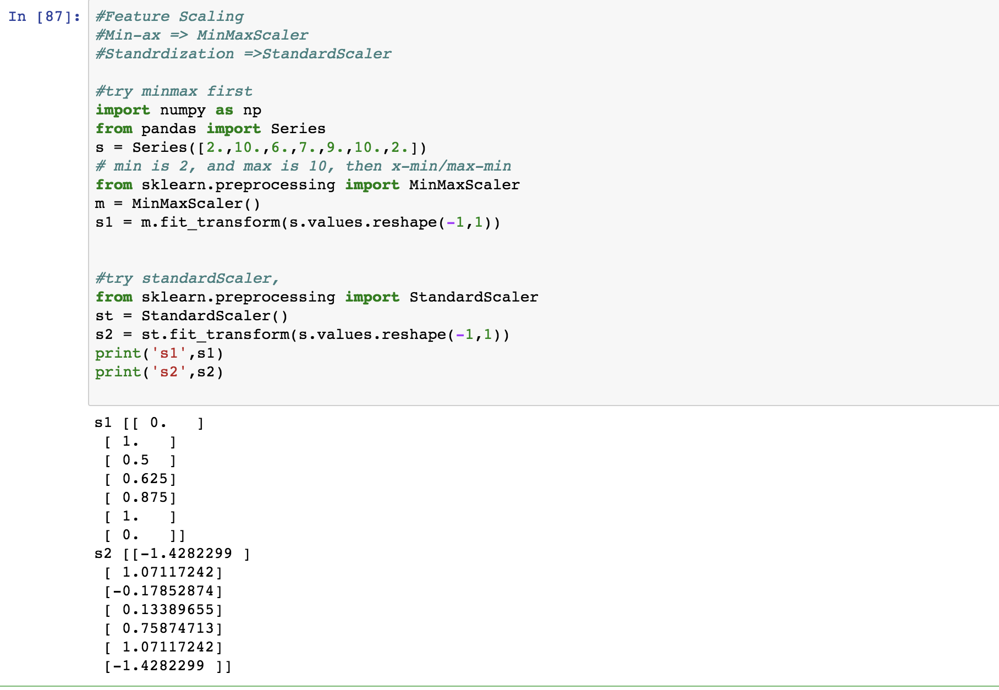 In [87]: #Feature Scaling
#Min-ax => MinMaxScaler
#Standrdization =>StandardScaler
#try minmax first
import numpy as np
from pandas import Series
s = Series([2.,10.,6.,7.,9.,10.,2.])
# min is 2, and max is 10, then x-min/max-min
from sklearn.preprocessing import MinMaxScaler
m = MinMaxScaler()
s1 = m.fit_transform(s.values.reshape(-1,1))
#try standardScaler,
from sklearn.preprocessing import StandardScaler
st = StandardScaler()
s2 = st.fit_transform(s.values.reshape(-1,1))
print('s1',s1)
print('s2',s2)
s1 [[ 0.   ]
 [ 1.   ]
 [ 0.5  ]
 [ 0.625]
 [ 0.875]
 [ 1.   ]
 [ 0.   ]]
s2 [[-1.4282299 ]
 [ 1.07117242]
 [-0.17852874]
 [ 0.13389655]
 [ 0.75874713]
 [ 1.07117242]
 [-1.4282299 ]]